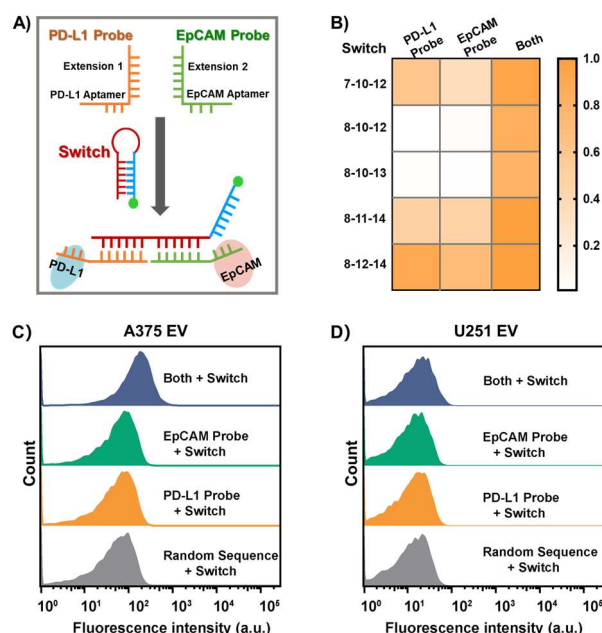 A)
PD-L1 Probe
EpCAM Probe
Extension 1
Extension 2
PD-L1 Aptamer
EpCAM Aptamer
Switch
PD-L1
EpCAM
B)
Switch
PD-L1 Probe
EpCAM Probe
Both
7-10-12
8-10-12
8-10-13
8-11-14
8-12-14
1.0
0.8
0.6
0.4
0.2
C)
A375 EV
Both + Switch
EpCAM Probe
+ Switch
PD-L1 Probe
+ Switch
Random Sequence
+ Switch
Count
10⁰ 10¹ 10² 10³ 10⁴ 10⁵
Fluorescence intensity (a.u.)
D)
U251 EV
Both + Switch
EpCAM Probe
+ Switch
PD-L1 Probe
+ Switch
Random Sequence
+ Switch
Count
10⁰ 10¹ 10² 10³ 10⁴ 10⁵
Fluorescence intensity (a.u.)